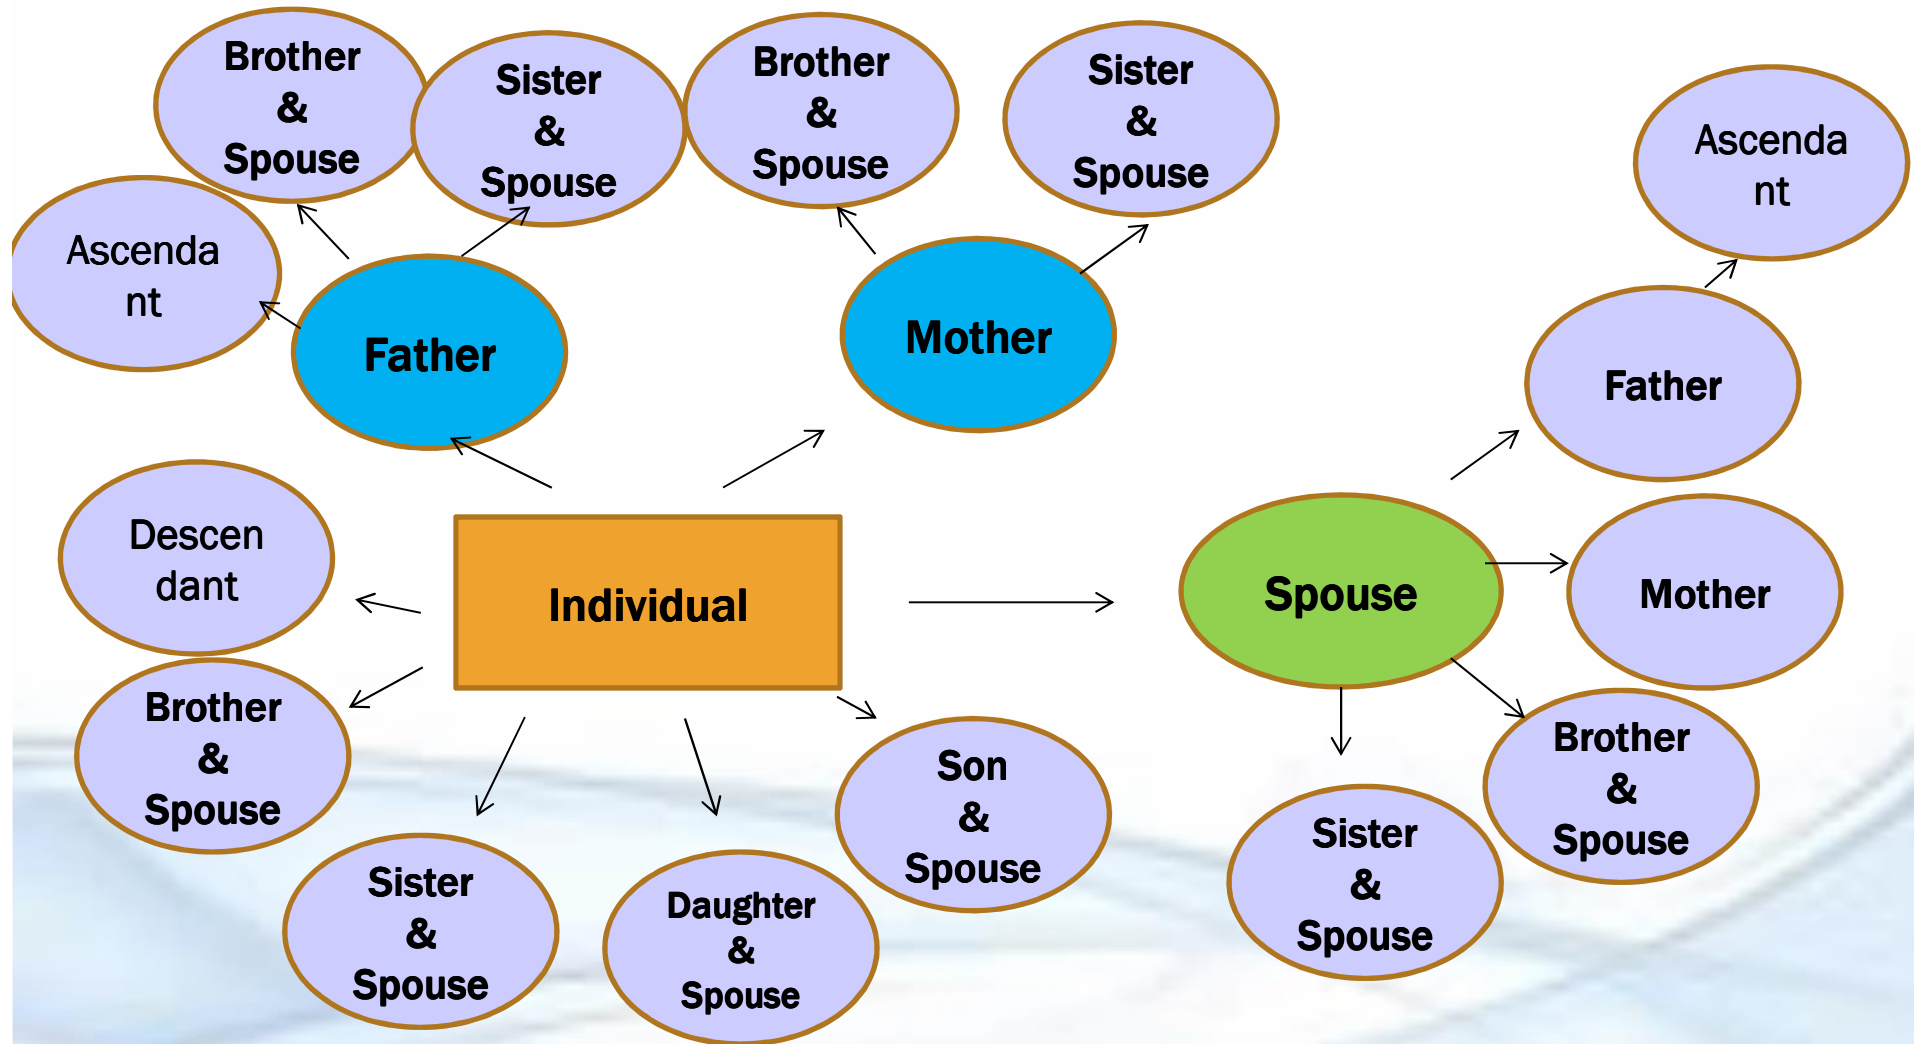 Brother
&
Spouse
Sister
&
Spouse
Brother
&
Spouse
Sister
&
Spouse
Ascenda
nt
Ascenda
nt
Father
Mother
Father
Descen
dant
Individual
Spouse
Mother
Brother
&
Spouse
Son
&
Spouse
Brother
&
Spouse
Sister
&
Spouse
Daughter
&
Spouse
Sister
&
Spouse